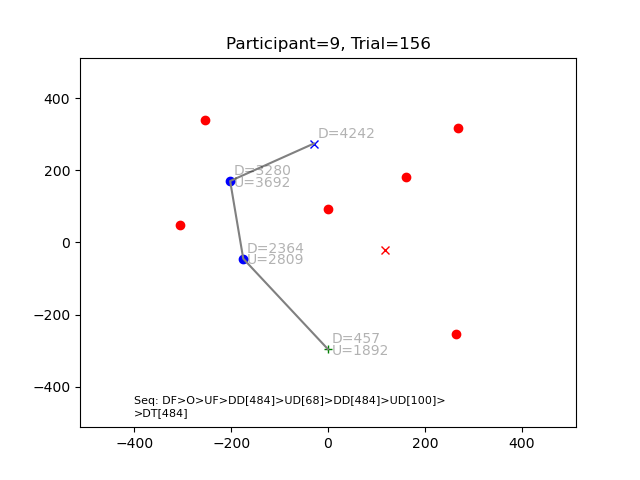 Participant=9, Trial=156
D=4242
D=3280
U=3692
D=2364
U=2809
D=457
U=1892
Seq: DF>O>UF>DD[484]>UD[68]>DD[484]>UD[100]>
>DT[484]
400
200
0
−200
−400
−400 −200 0 200 400